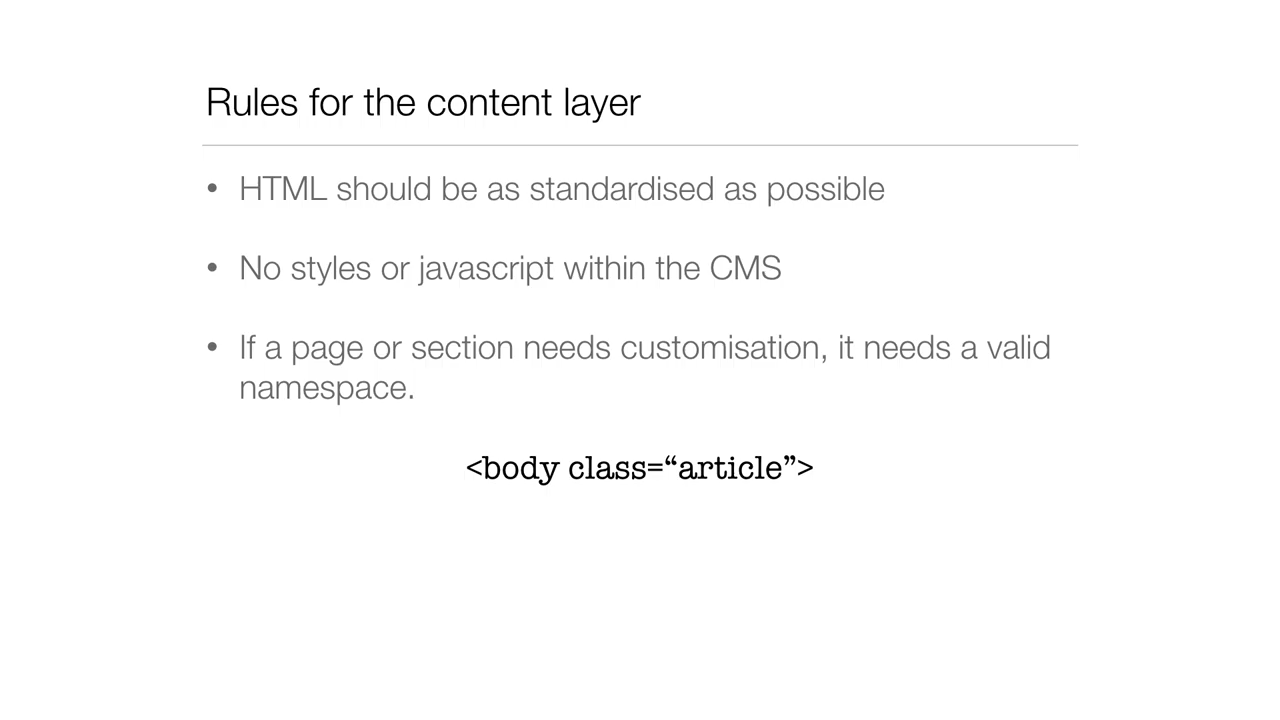 Rules for the content layer
• HTML should be as standardised as possible
• No styles or javascript within the CMS
• If a page or section needs customisation, it needs a valid
namespace.
<body class=“article”>